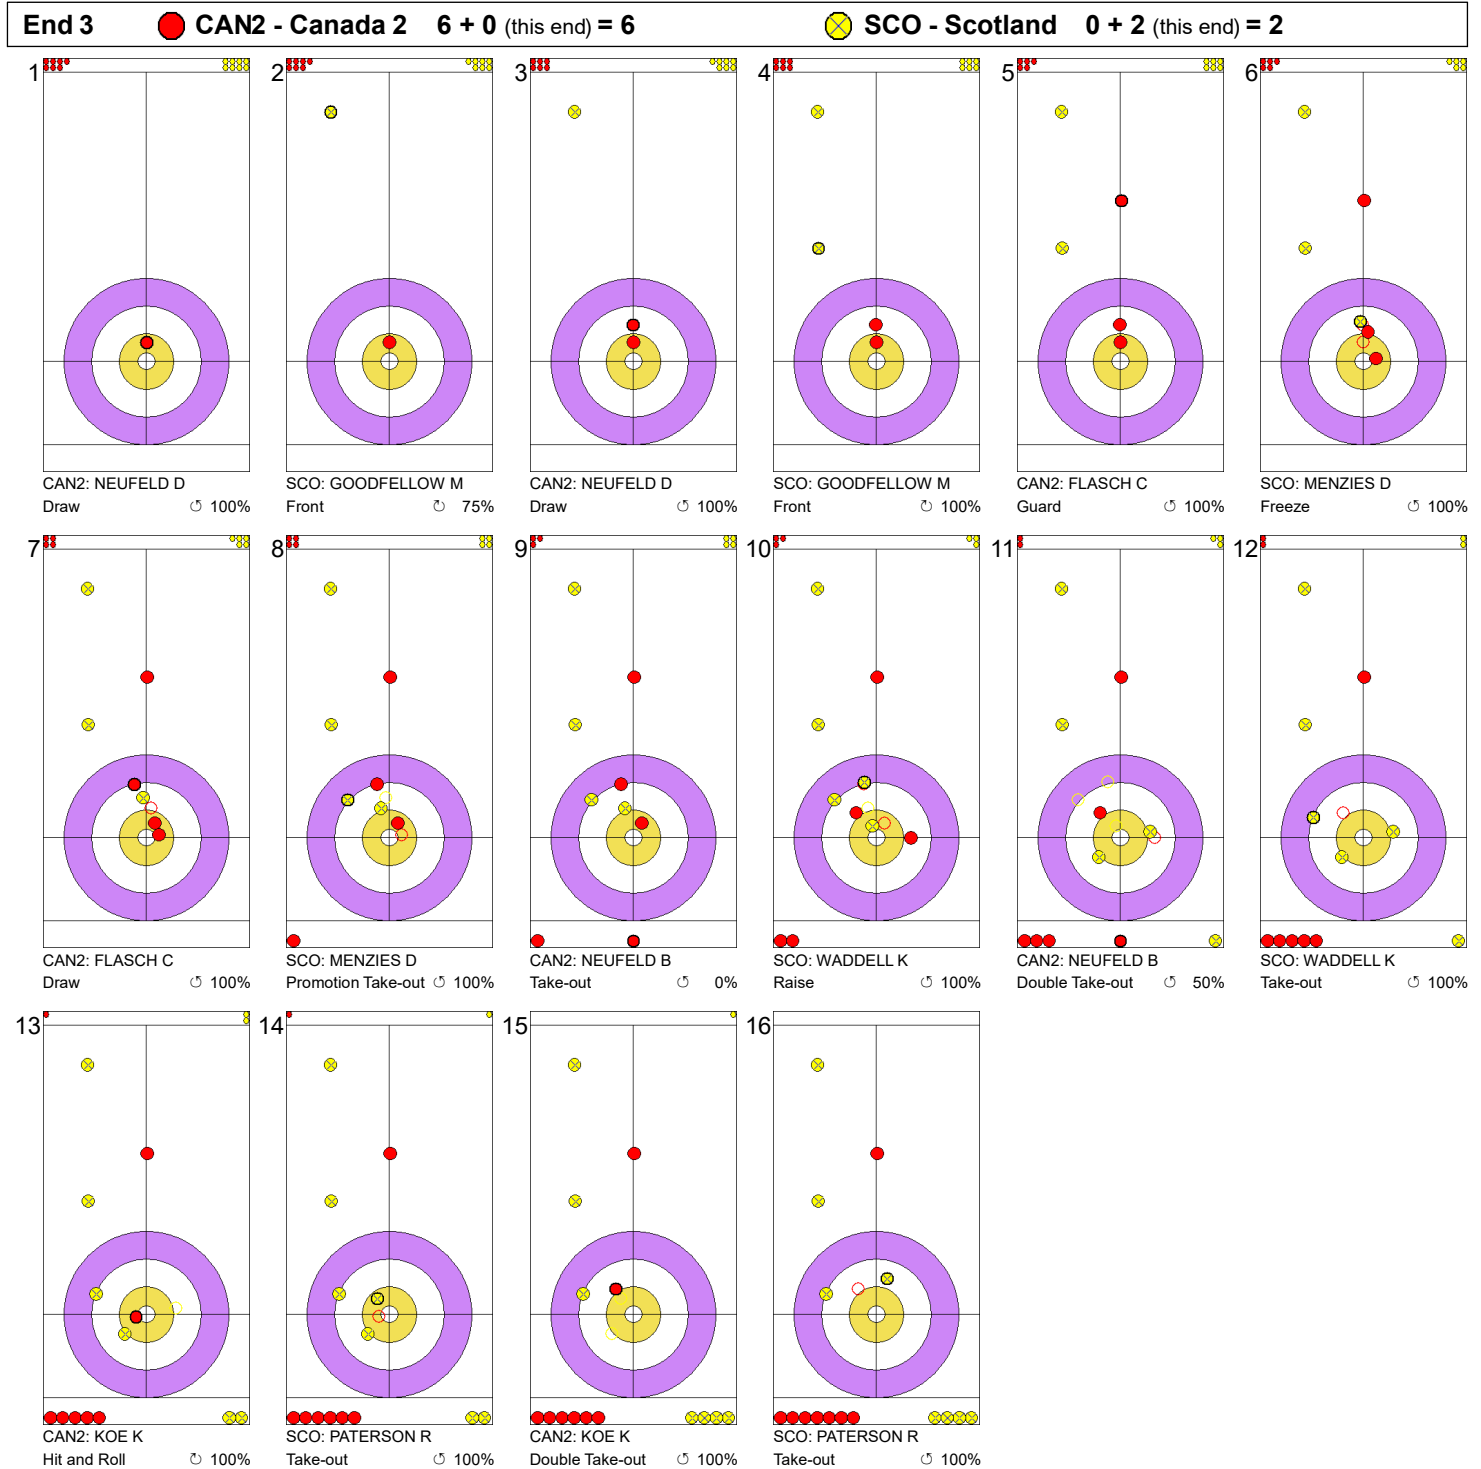 End 3 CAN2 - Canada 2 6 + 0 (this end) = 6 SCO - Scotland 0 + 2 (this end) = 2
1 2 3 4 5 6
CAN2: NEUFELD D SCO: GOODFELLOW M CAN2: NEUFELD D SCO: GOODFELLOW M CAN2: FLASCH C SCO: MENZIES D
Draw ↺ 100% Front ↻ 75% Draw ↺ 100% Front ↻ 100% Guard ↺ 100% Freeze ↺ 100%
7 8 9 10 11 12
CAN2: FLASCH C SCO: MENZIES D CAN2: NEUFELD B SCO: WADDELL K CAN2: NEUFELD B SCO: WADDELL K
Draw ↺ 100% Promotion Take-out ↺ 100% Take-out ↺ 0% Raise ↺ 100% Double Take-out ↺ 50% Take-out ↺ 100%
13 14 15 16
CAN2: KOE K SCO: PATERSON R CAN2: KOE K SCO: PATERSON R
Hit and Roll ↻ 100% Take-out ↺ 100% Double Take-out ↺ 100% Take-out ↺ 100%